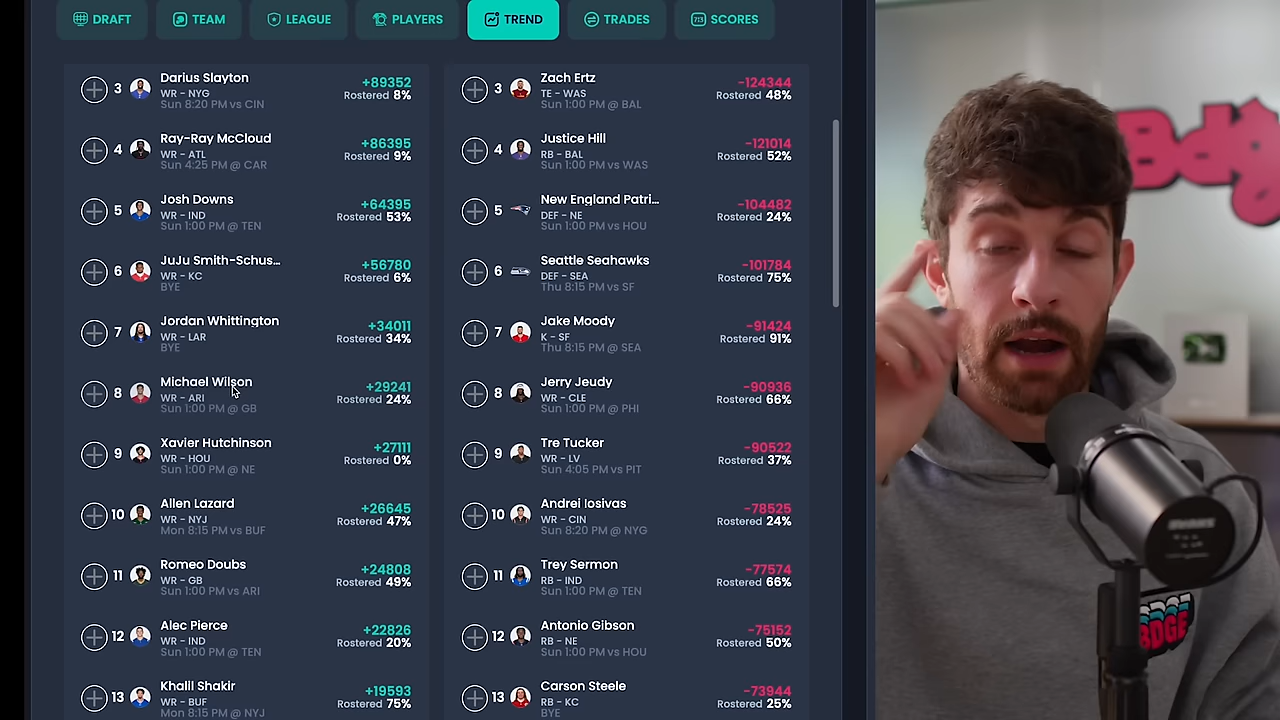 DRAFT
TEAM
LEAGUE
PLAYERS
TREND
TRADES
SCORES
3 Darius Slayton +89352
WR - NYG Rostered 8%
Sun 8:20 PM vs CIN
4 Ray-Ray McCloud +86395
WR - ATL Rostered 9%
Sun 4:25 PM @ CAR
5 Josh Downs +64395
WR - IND Rostered 53%
Sun 1:00 PM @ TEN
6 JuJu Smith-Schus... +56780
WR - KC Rostered 6%
BYE
7 Jordan Whittington +34011
WR - LAR Rostered 34%
BYE
8 Michael Wilson +29241
WR - ARI Rostered 24%
Sun 1:00 PM @ GB
9 Xavier Hutchinson +27111
WR - HOU Rostered 0%
Sun 1:00 PM @ NE
10 Allen Lazard +26645
WR - NYJ Rostered 47%
Mon 8:15 PM vs BUF
11 Romeo Doubs +24808
WR - GB Rostered 49%
Sun 1:00 PM vs ARI
12 Alec Pierce +22826
WR - IND Rostered 20%
Sun 1:00 PM @ TEN
13 Khalil Shakir +19593
WR - BUF Rostered 75%
Mon 8:15 PM @ NYJ
3 Zach Ertz -124344
TE - WAS Rostered 48%
Sun 1:00 PM @ BAL
4 Justice Hill -121014
RB - BAL Rostered 52%
Sun 1:00 PM vs WAS
5 New England Patri... -104482
DEF - NE Rostered 24%
Sun 1:00 PM vs HOU
6 Seattle Seahawks -101784
DEF - SEA Rostered 75%
Thu 8:15 PM vs SF
7 Jake Moody -91424
K - SF Rostered 91%
Thu 8:15 PM @ SEA
8 Jerry Jeudy -90936
WR - CLE Rostered 66%
Sun 1:00 PM @ PHI
9 Tre Tucker -90522
WR - LV Rostered 37%
Sun 4:05 PM vs PIT
10 Andrei Iosivas -78525
WR - CIN Rostered 24%
Sun 8:20 PM @ NYG
11 Trey Sermon -77574
RB - IND Rostered 66%
Sun 1:00 PM @ TEN
12 Antonio Gibson -75152
RB - NE Rostered 50%
Sun 1:00 PM vs HOU
13 Carson Steele -73944
RB - KC Rostered 25%
BYE
BDGE